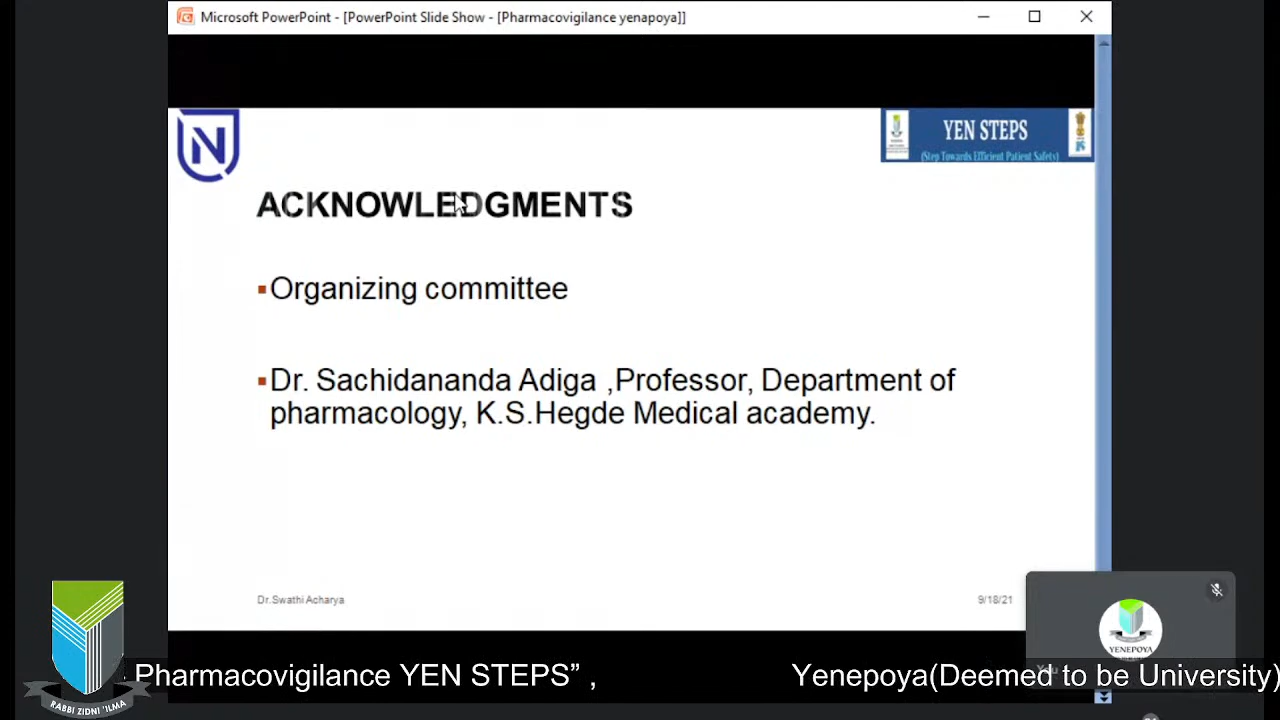 Microsoft PowerPoint - [PowerPoint Slide Show - [Pharmacovigilance yenapoya]]
N
YEN STEPS
(Step Towards Efficient Patient Safety)
ACKNOWLEDGMENTS
▪Organizing committee
▪Dr. Sachidananda Adiga ,Professor, Department of
pharmacology, K.S.Hegde Medical academy.
Dr.Swathi Acharya
9/18/21
YENEPOYA
You
Pharmacovigilance YEN STEPS” , Yenepoya(Deemed to be University)
RABBI ZIDNI 'ILMA